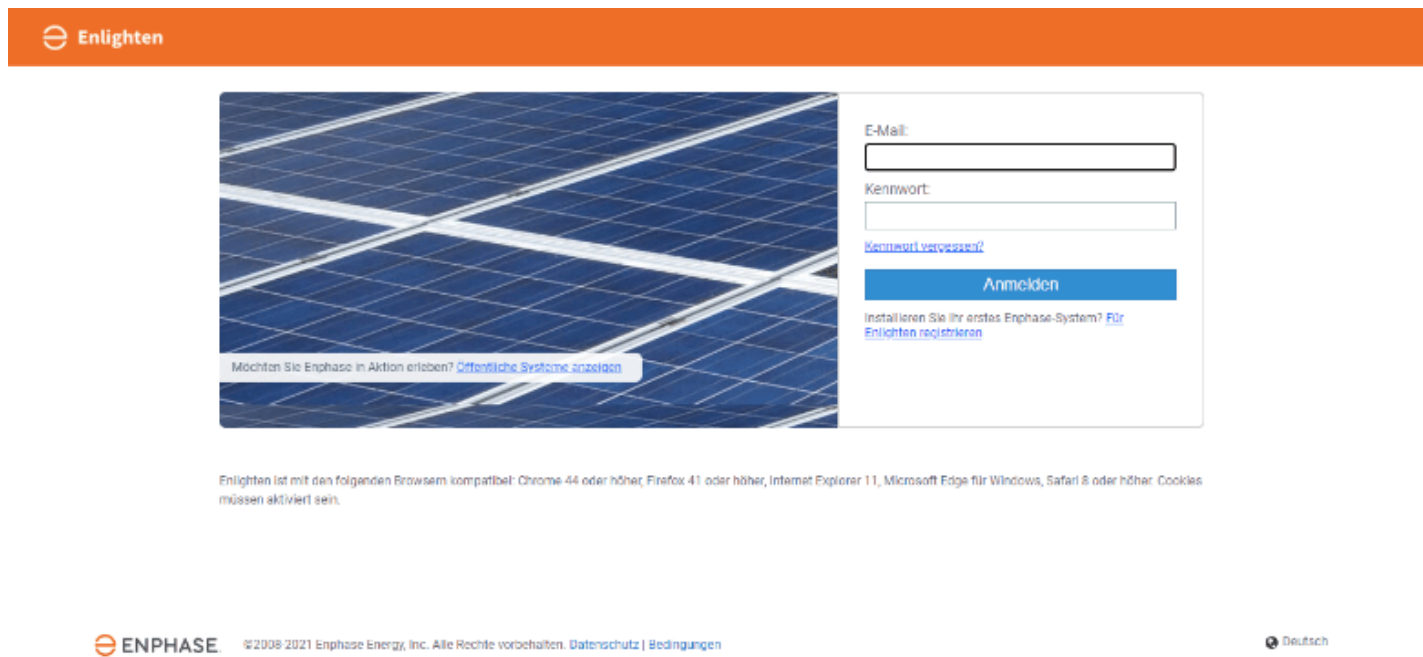 Enlighten
E-Mail:
Kennwort:
Kennwort vergessen?
Anmelden
Installieren Sie Ihr erstes Enphase-System? Für
Enlighten registrieren
Möchten Sie Enphase in Aktion erleben? Öffentliche Systeme anzeigen
Enlighten ist mit den folgenden Browsern kompatibel: Chrome 44 oder höher, Firefox 41 oder höher, Internet Explorer 11, Microsoft Edge für Windows, Safari 8 oder höher. Cookies
müssen aktiviert sein.
ENPHASE. ©2008-2021 Enphase Energy, Inc. Alle Rechte vorbehalten. Datenschutz | Bedingungen
Deutsch